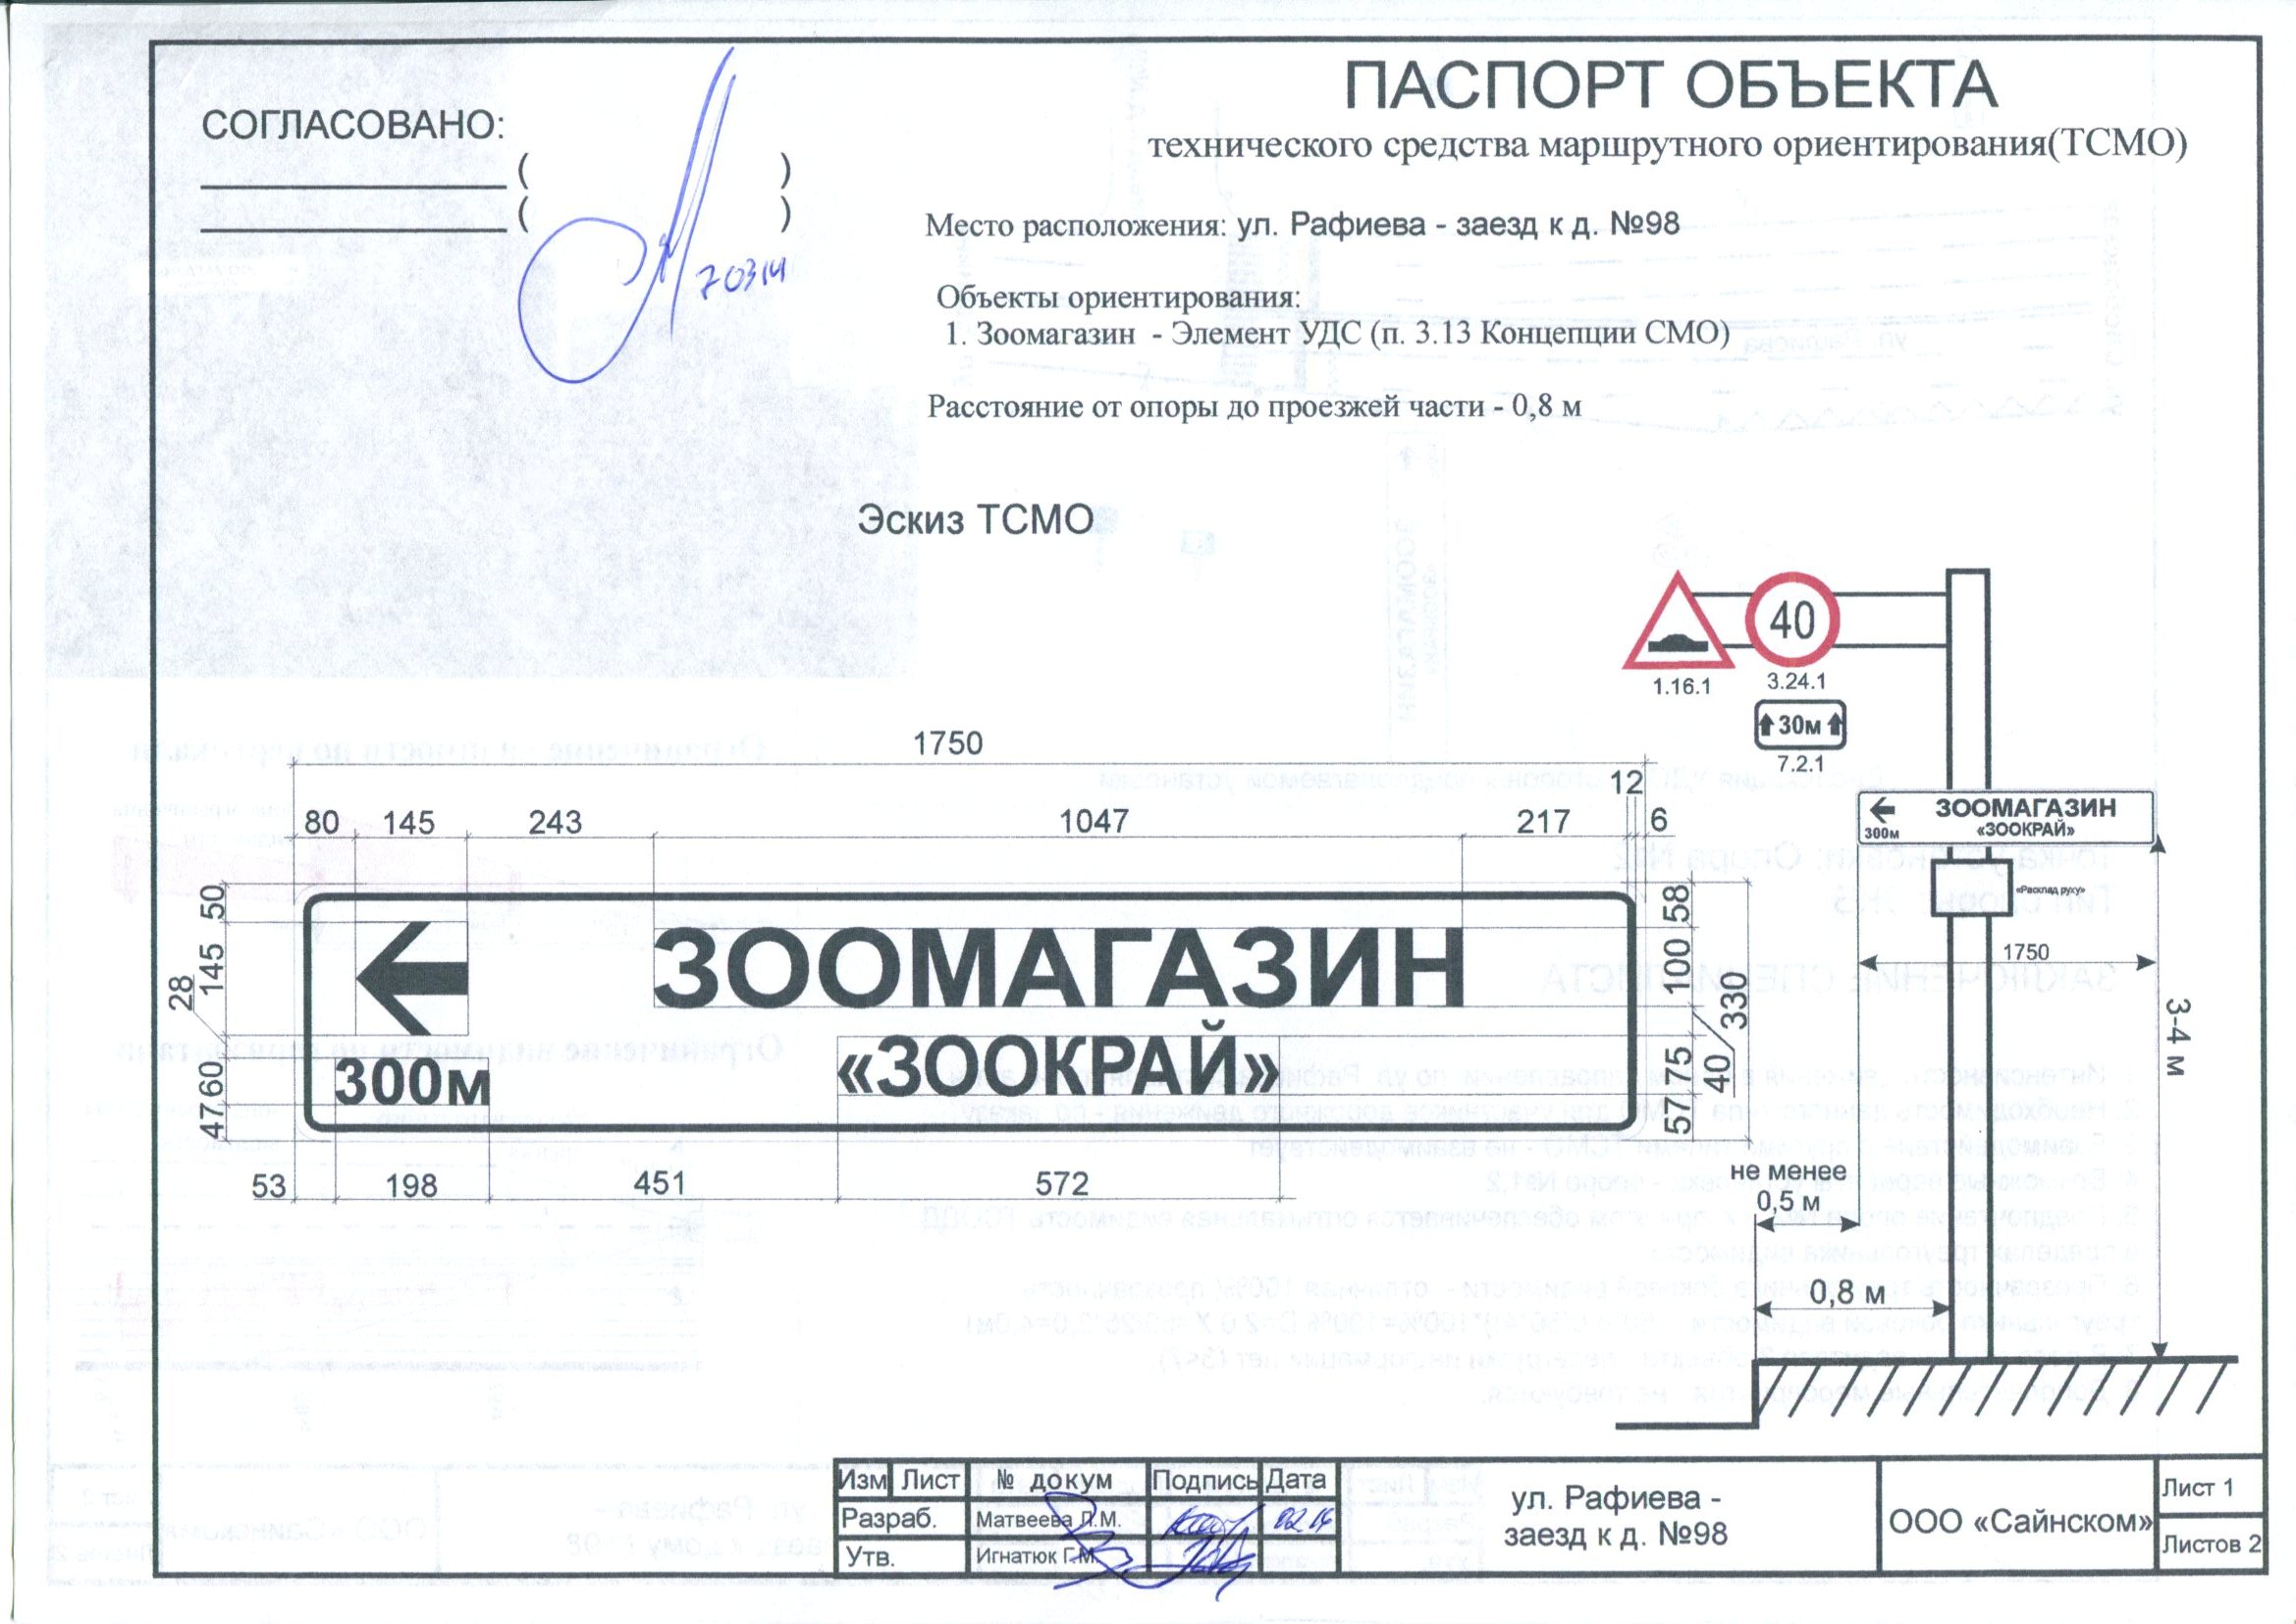 СОГЛАСОВАНО:
( )
( )
70314
ПАСПОРТ ОБЪЕКТА
технического средства маршрутного ориентирования(ТСМО)
Место расположения: ул. Рафиева - заезд к д. №98
Объекты ориентирования:
1. Зоомагазин - Элемент УДС (п. 3.13 Концепции СМО)
Расстояние от опоры до проезжей части - 0,8 м
Эскиз ТСМО
40
1.16.1
3.24.1
30м
7.2.1
1750
12
80 145 243 1047 217 6
50
145
28
60
47
ЗООМАГАЗИН
«ЗООКРАЙ»
300м
58
100
330
40
75
57
53 198 451 572
ЗООМАГАЗИН
«ЗООКРАЙ»
300м
«Расклад руху»
1750
3-4 м
не менее
0,5 м
0,8 м
Изм Лист № докум Подпись Дата
Разраб. Матвеева Л.М.
Утв. Игнатюк Г.М.
ул. Рафиева -
заезд к д. №98
ООО «Сайнском»
Лист 1
Листов 2